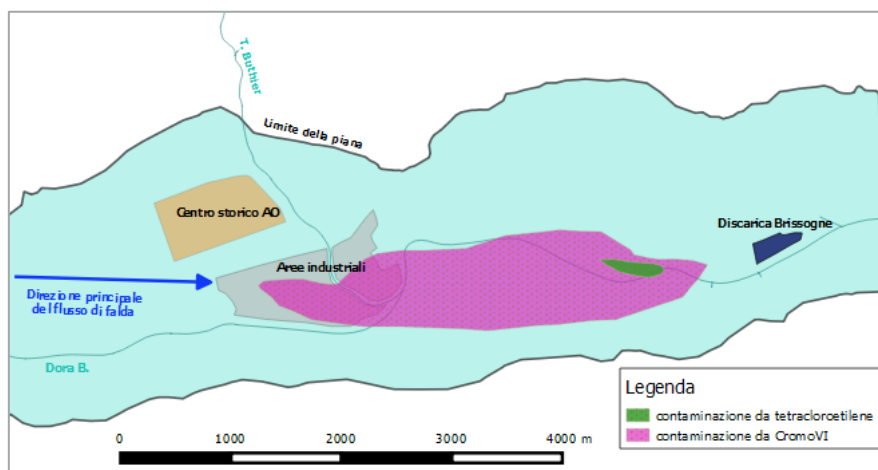 T. Buthier
Limite della piana
Centro storico AO
Discarica Brissogne
Aree industriali
Direzione principale
del flusso di falda
Dora B.
Legenda
contaminazione da tetracloroetilene
contaminazione da CromoVI
0 1000 2000 3000 4000 m